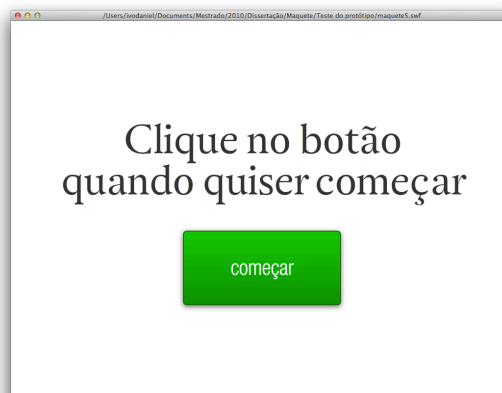 /Users/ivodaniel/Documents/Mestrado/2010/Dissertação/Maquete/Teste do protótipo/maquete5.swf
Clique no botão
quando quiser começar
começar